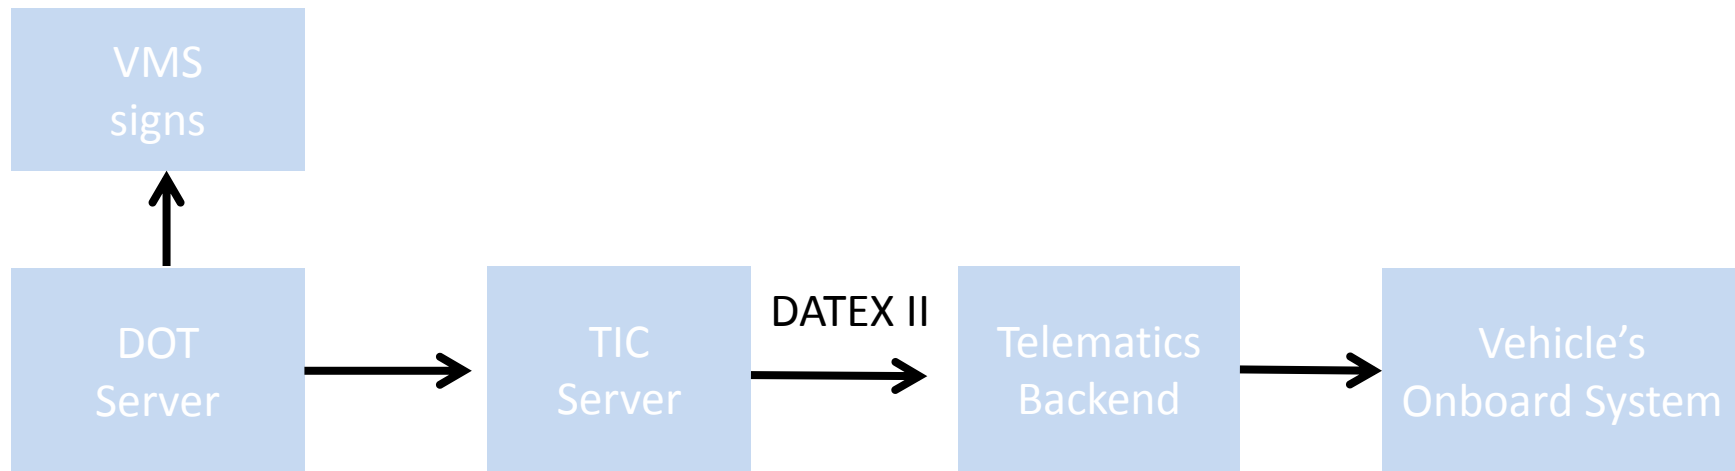 VMS
signs
DOT
Server
TIC
Server
DATEX II
Telematics
Backend
Vehicle’s
Onboard System